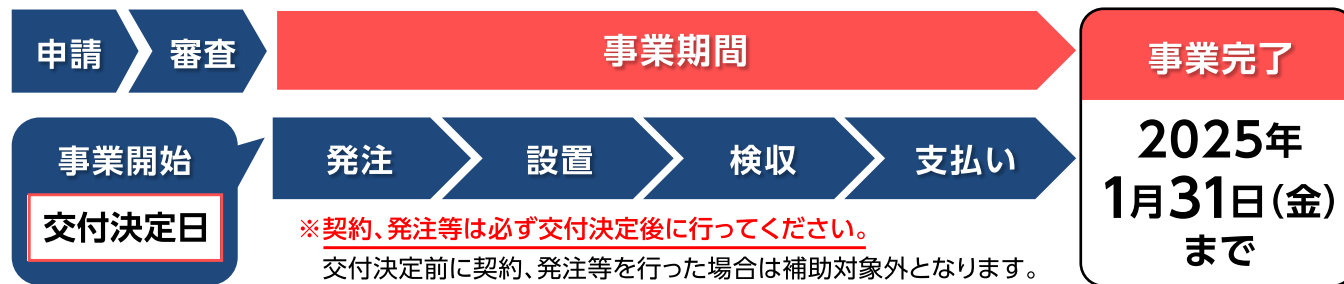 申請
審査
事業期間
事業完了
事業開始
交付決定日
発注
設置
検収
支払い
2025年
1月31日(金)
まで
※契約、発注等は必ず交付決定後に行ってください。
交付決定前に契約、発注等を行った場合は補助対象外となります。